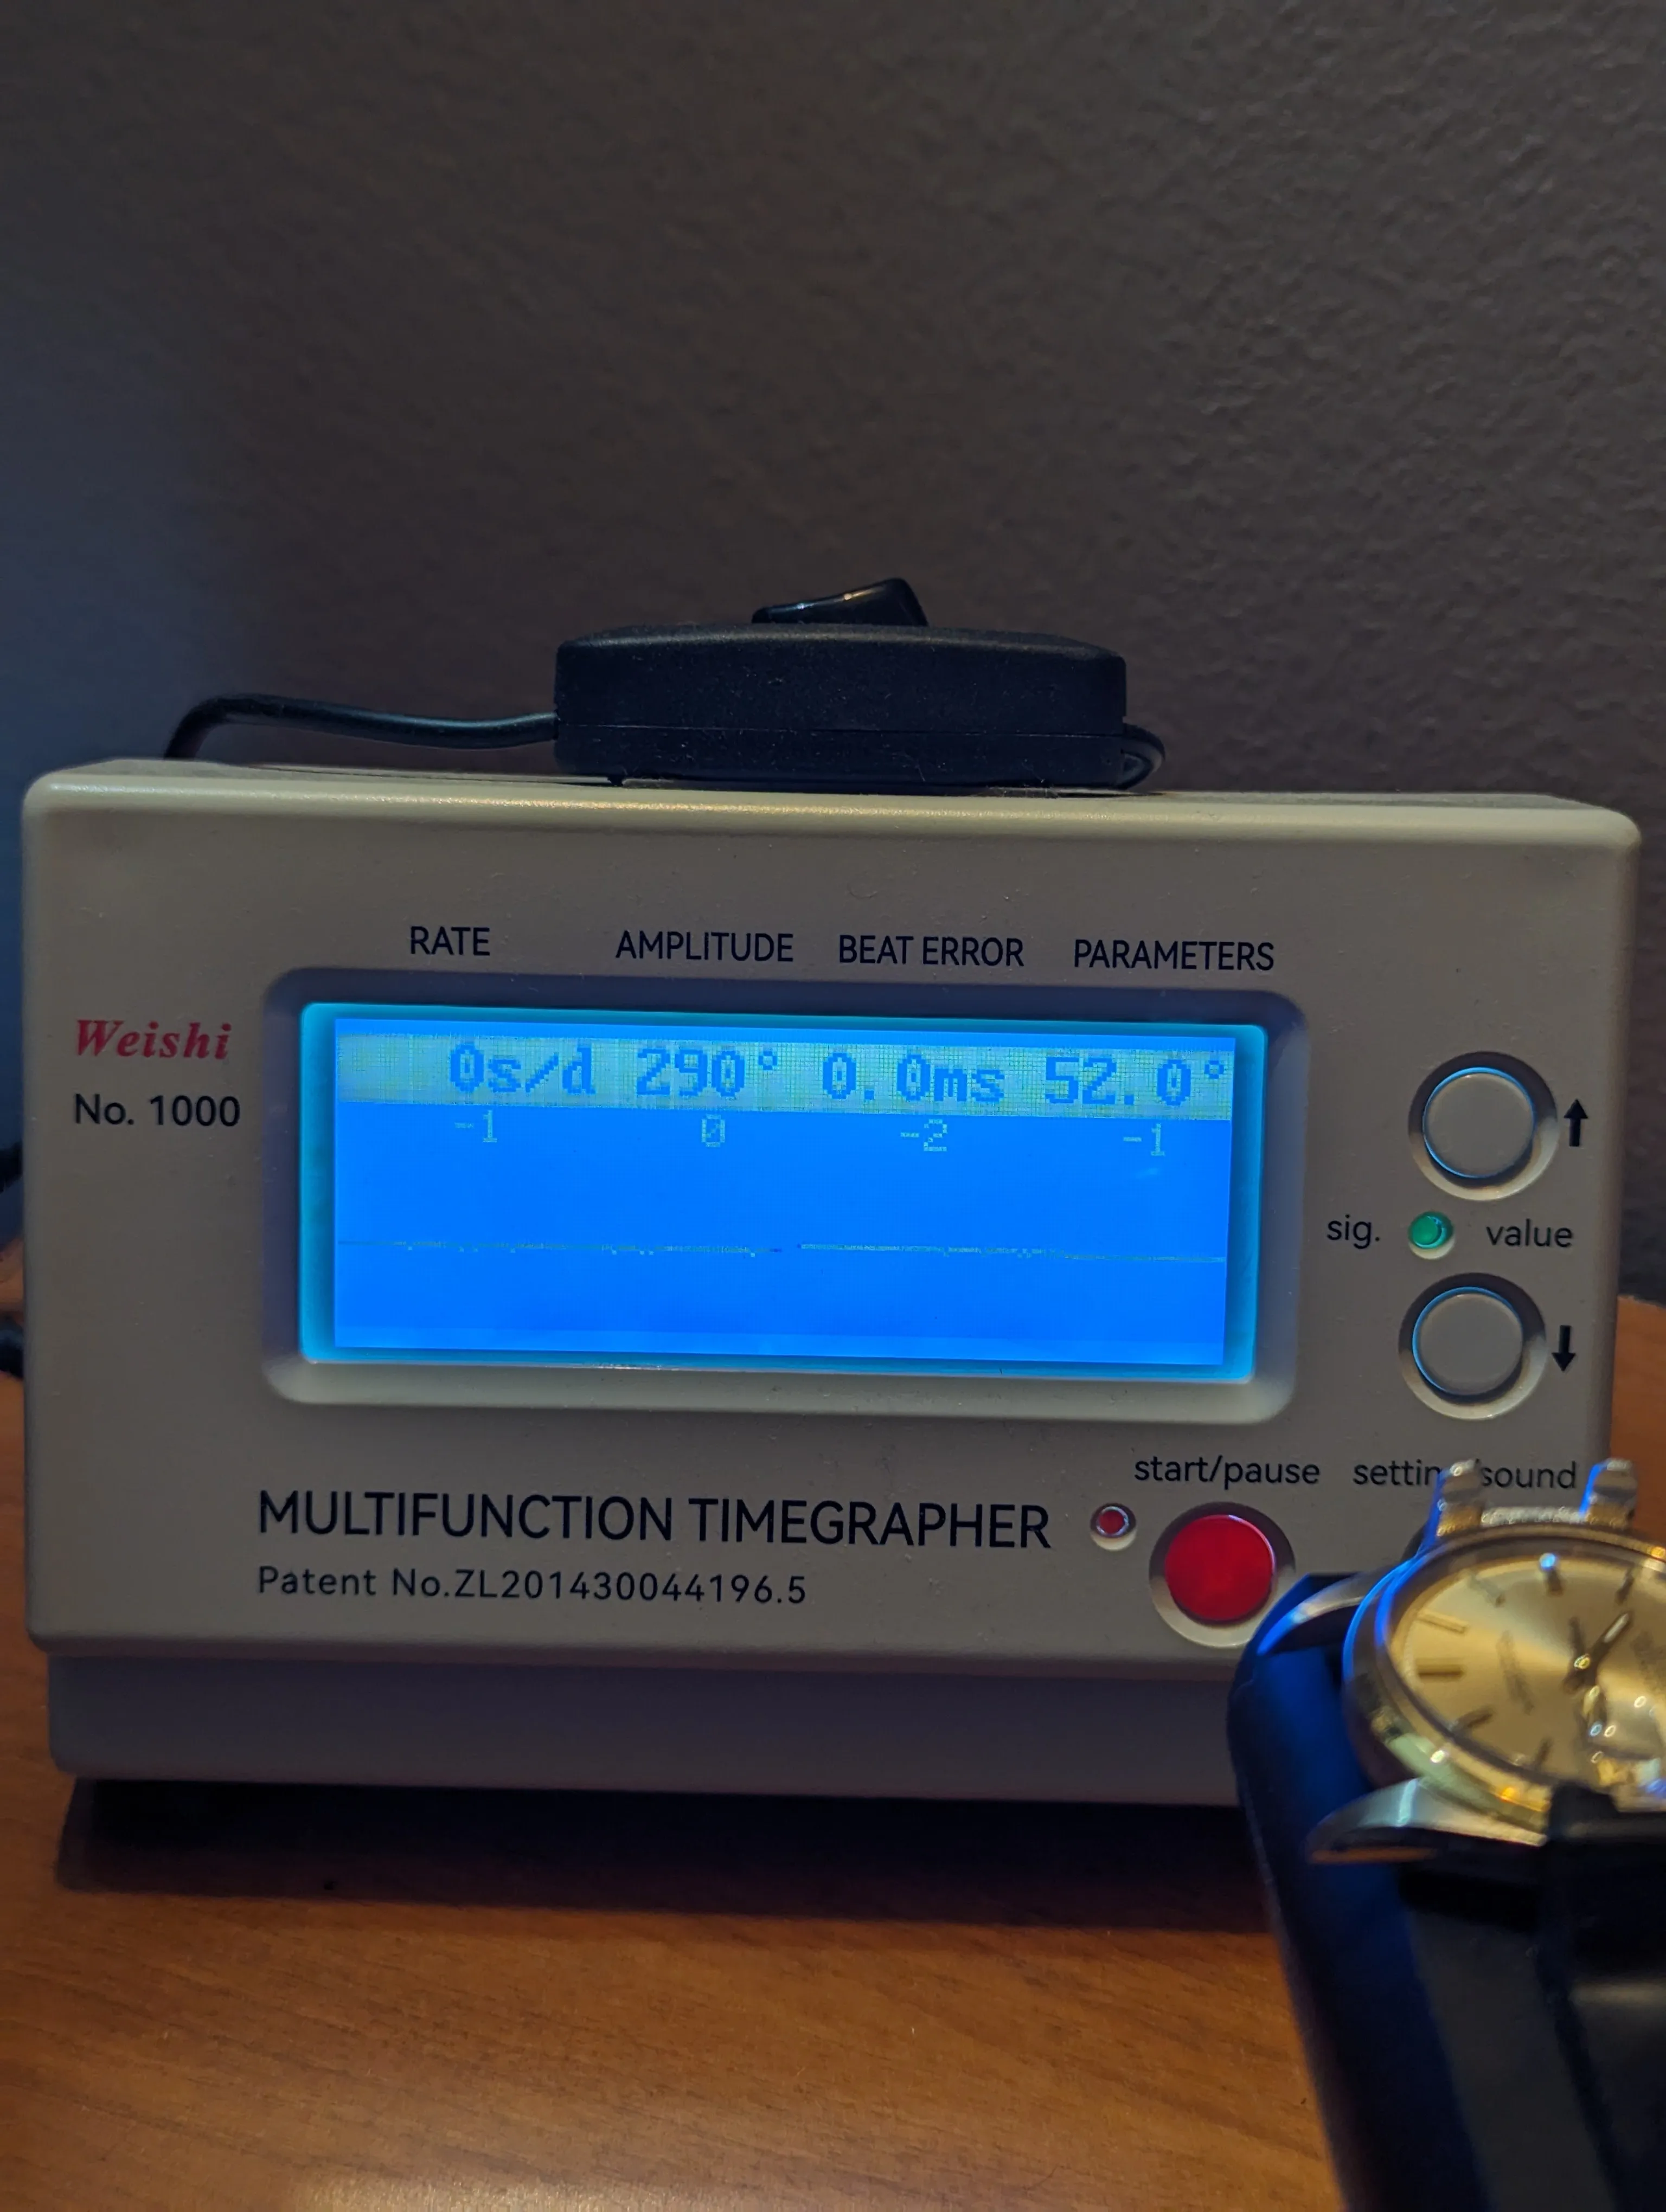 RATE AMPLITUDE BEAT ERROR PARAMETERS
Weishi
No. 1000
0s/d 290° 0.0ms 52.0°
-1 0 -2 -1
sig. value
start/pause sound
MULTIFUNCTION TIMEGRAPHER
Patent No.ZL201430044196.5